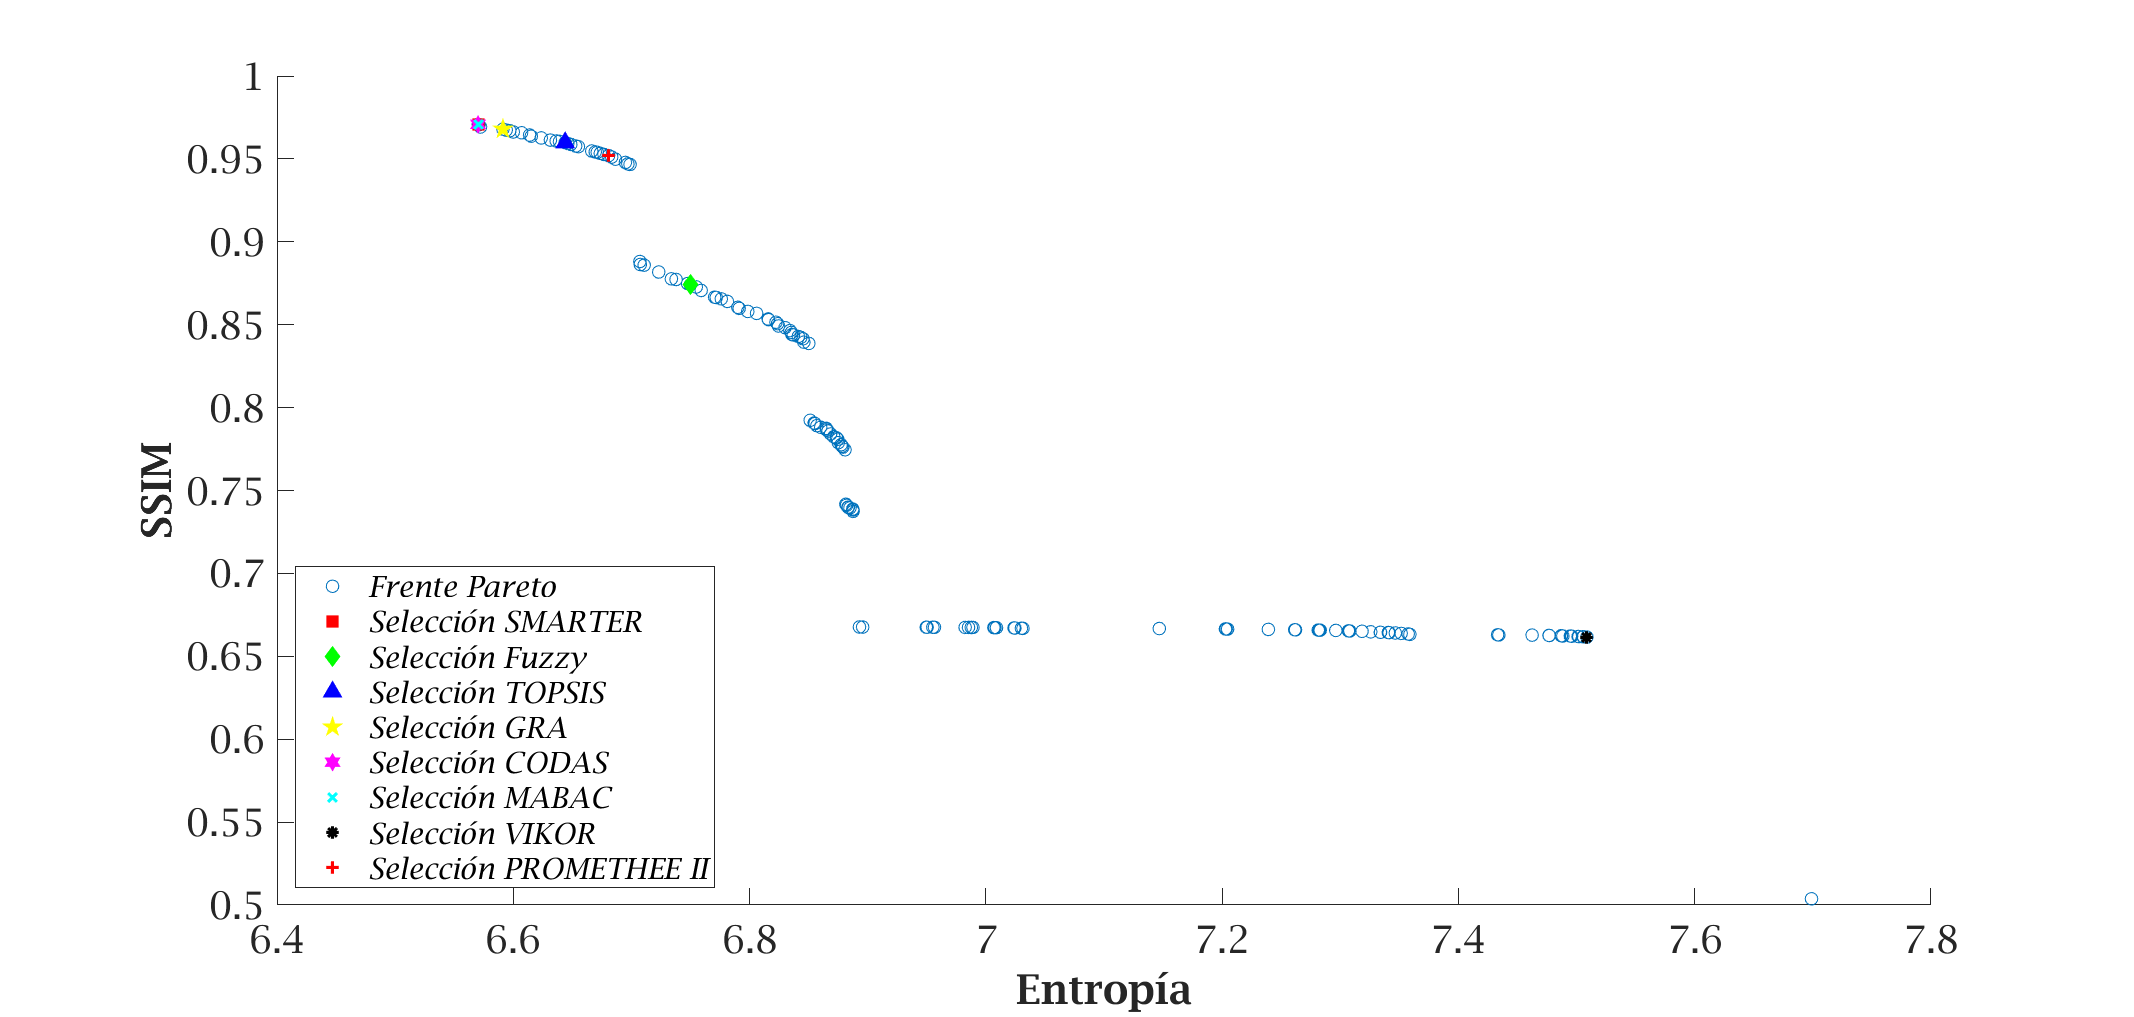 1
0.95
0.9
0.85
0.8
0.75
0.7
0.65
0.6
0.55
0.5
SSIM
Frente Pareto
Selección SMARTER
Selección Fuzzy
Selección TOPSIS
Selección GRA
Selección CODAS
Selección MABAC
Selección VIKOR
Selección PROMETHEE II
6.4 6.6 6.8 7 7.2 7.4 7.6 7.8
Entropía